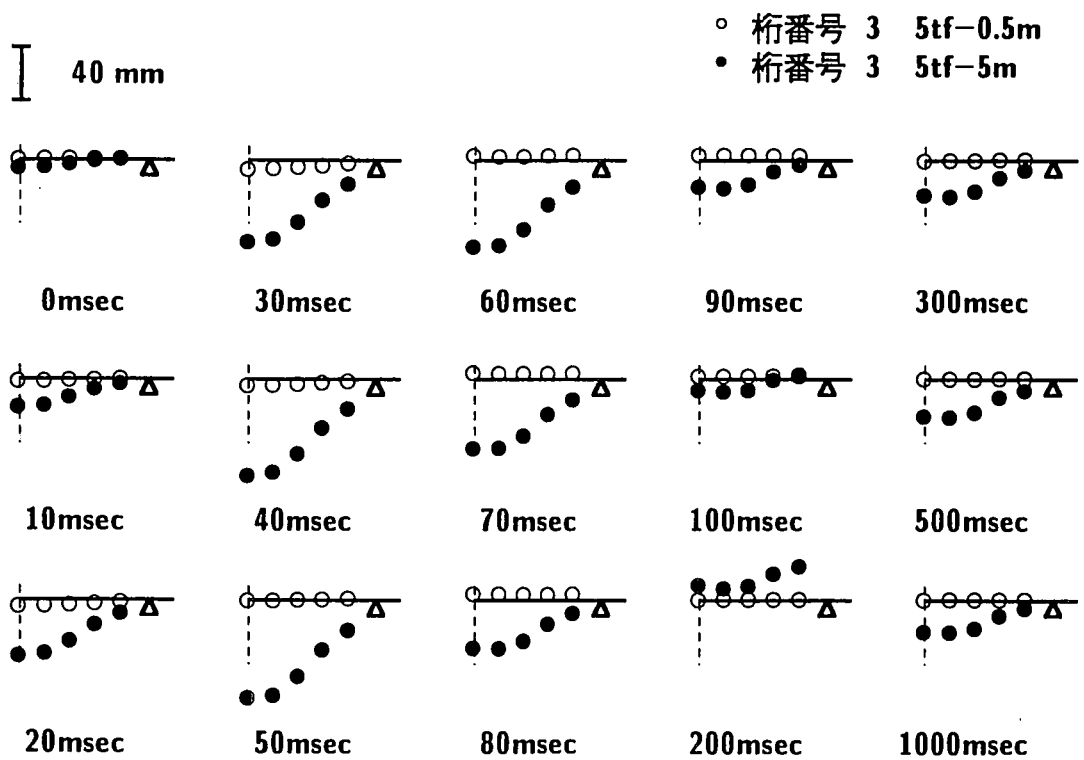 ○ 桁番号 3 5tf-0.5m
● 桁番号 3 5tf-5m
40 mm
0msec
30msec
60msec
90msec
300msec
10msec
40msec
70msec
100msec
500msec
20msec
50msec
80msec
200msec
1000msec